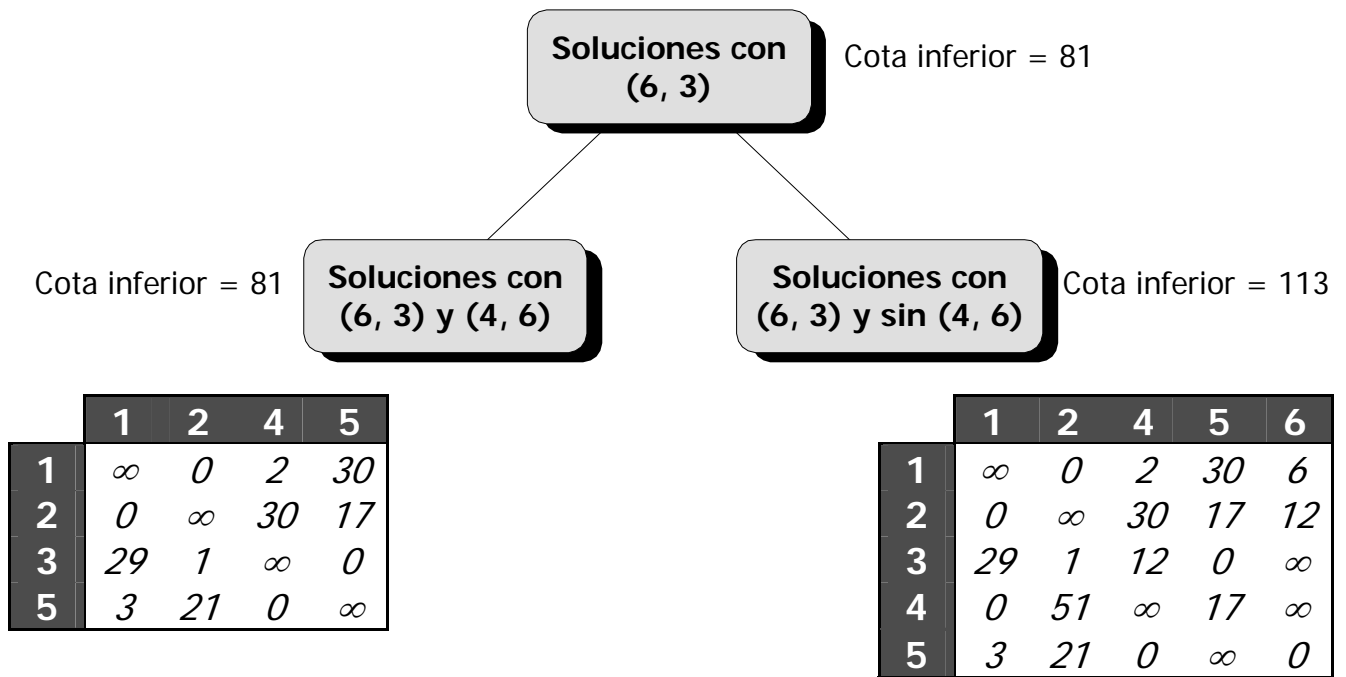 Soluciones con
(6, 3)
Cota inferior = 81
Cota inferior = 81
Soluciones con
(6, 3) y (4, 6)
Soluciones con
(6, 3) y sin (4, 6)
Cota inferior = 113
1 2 4 5
1 ∞ 0 2 30
2 0 ∞ 30 17
3 29 1 ∞ 0
5 3 21 0 ∞
1 2 4 5 6
1 ∞ 0 2 30 6
2 0 ∞ 30 17 12
3 29 1 12 0 ∞
4 0 51 ∞ 17 ∞
5 3 21 0 ∞ 0